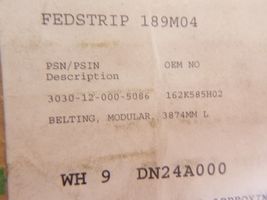 FEDSTRIP 189M04
PSN/PSIN OEM NO
Description
3030-12-000-5086 162K585H02
BELTING, MODULAR, 3874MM L
WH 9 DN24A000